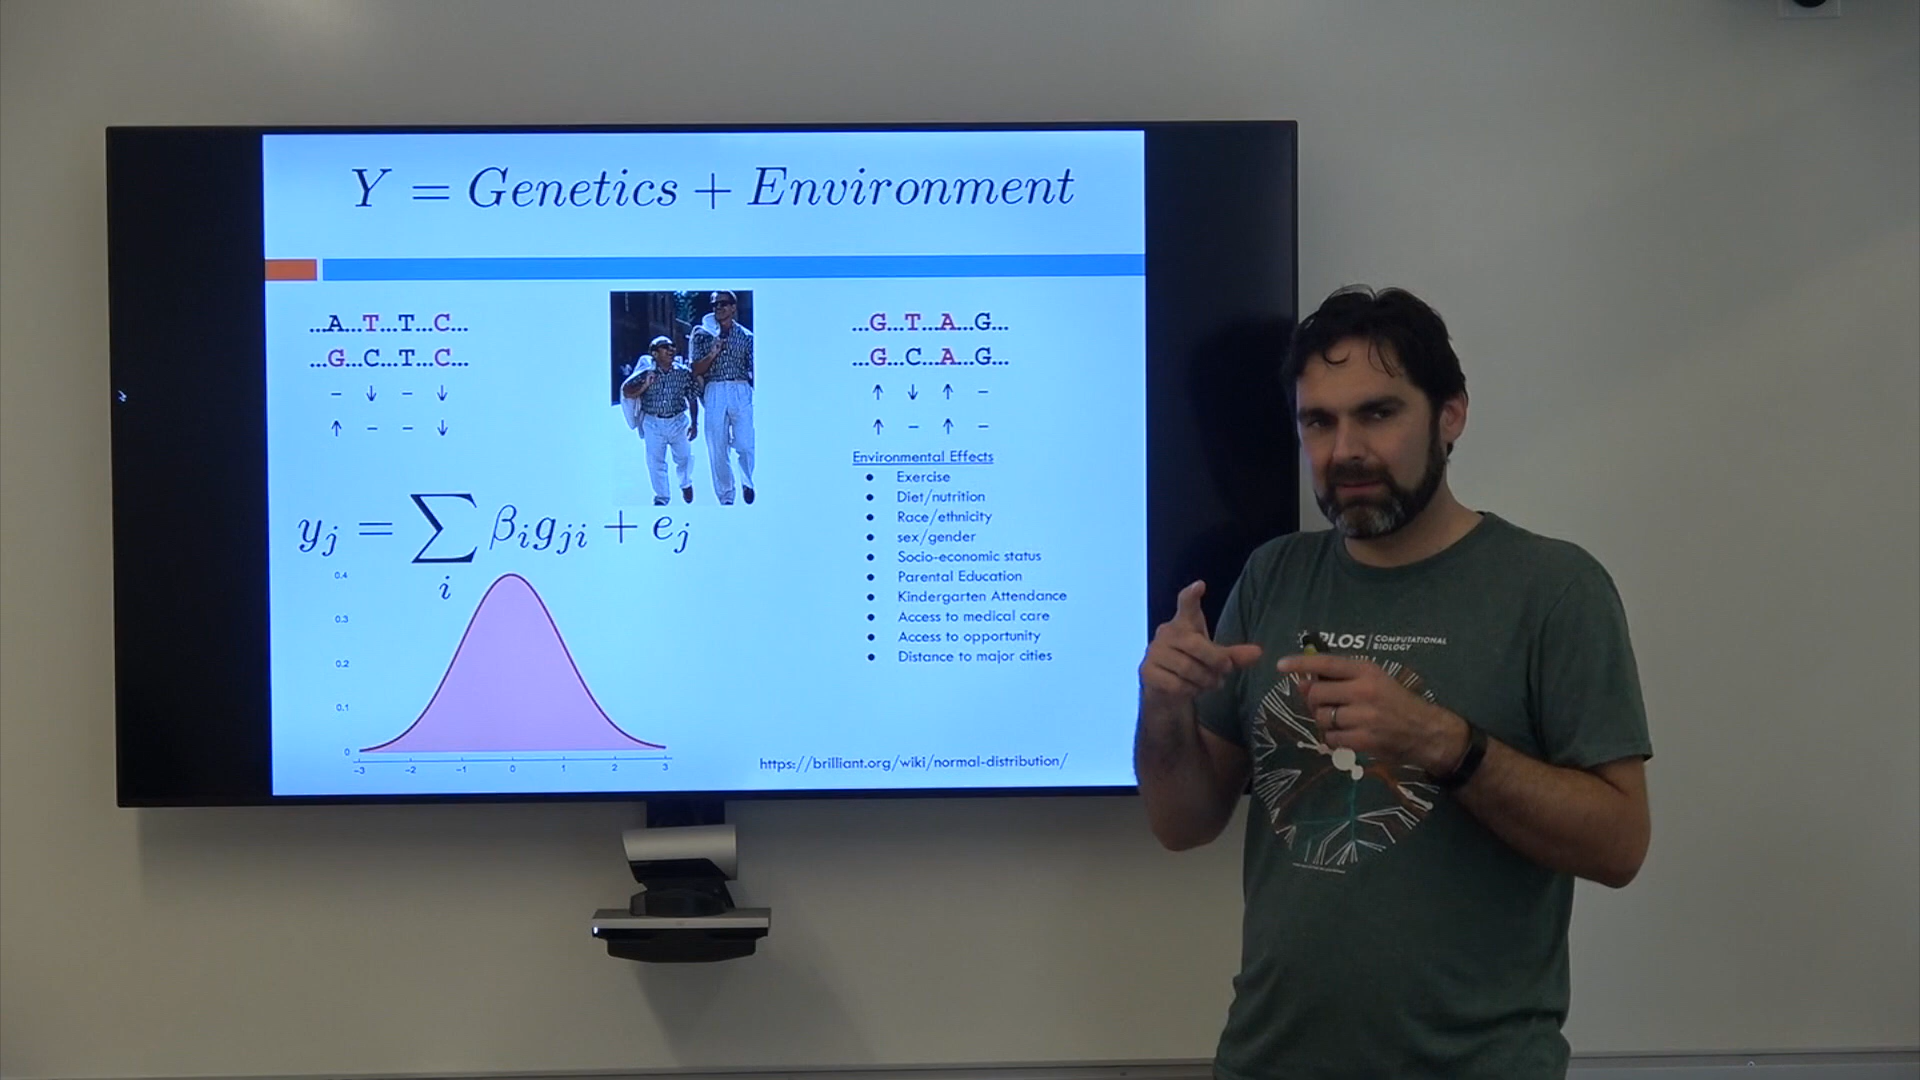 Y = Genetics + Environment
...A...T...T...C...
...G...C...T...C...
– ↓ – ↓
↑ – – ↓
...G...T...A...G...
...G...C...A...G...
↑ ↓ ↑ –
↑ – ↑ –
y_j = ∑_i β_i g_{ji} + e_j
0.4
0.3
0.2
0.1
0
−3 −2 −1 0 1 2 3
Environmental Effects
● Exercise
● Diet/nutrition
● Race/ethnicity
● sex/gender
● Socio-economic status
● Parental Education
● Kindergarten Attendance
● Access to medical care
● Access to opportunity
● Distance to major cities
https://brilliant.org/wiki/normal-distribution/
PLOS | COMPUTATIONAL
BIOLOGY